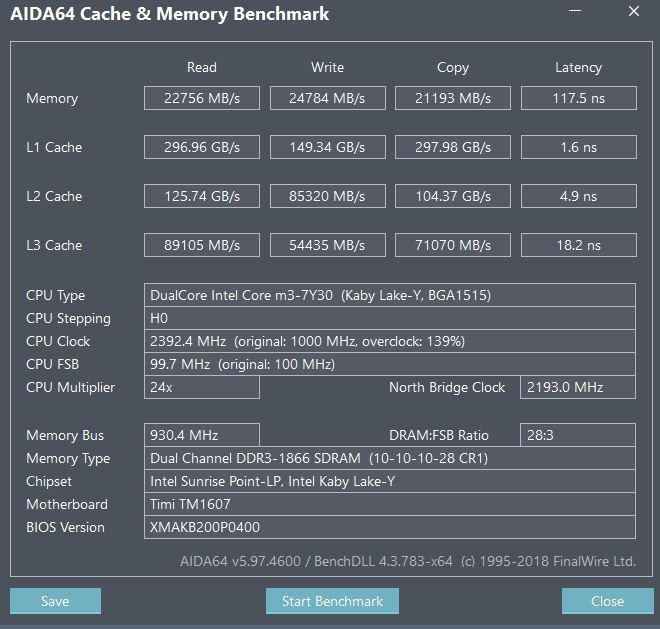 AIDA64 Cache & Memory Benchmark
Read Write Copy Latency
Memory 22756 MB/s 24784 MB/s 21193 MB/s 117.5 ns
L1 Cache 296.96 GB/s 149.34 GB/s 297.98 GB/s 1.6 ns
L2 Cache 125.74 GB/s 85320 MB/s 104.37 GB/s 4.9 ns
L3 Cache 89105 MB/s 54435 MB/s 71070 MB/s 18.2 ns
CPU Type DualCore Intel Core m3-7Y30 (Kaby Lake-Y, BGA1515)
CPU Stepping H0
CPU Clock 2392.4 MHz (original: 1000 MHz, overclock: 139%)
CPU FSB 99.7 MHz (original: 100 MHz)
CPU Multiplier 24x North Bridge Clock 2193.0 MHz
Memory Bus 930.4 MHz DRAM:FSB Ratio 28:3
Memory Type Dual Channel DDR3-1866 SDRAM (10-10-10-28 CR1)
Chipset Intel Sunrise Point-LP, Intel Kaby Lake-Y
Motherboard Timi TM1607
BIOS Version XMAKB200P0400
AIDA64 v5.97.4600 / BenchDLL 4.3.783-x64 (c) 1995-2018 FinalWire Ltd.
Save Start Benchmark Close